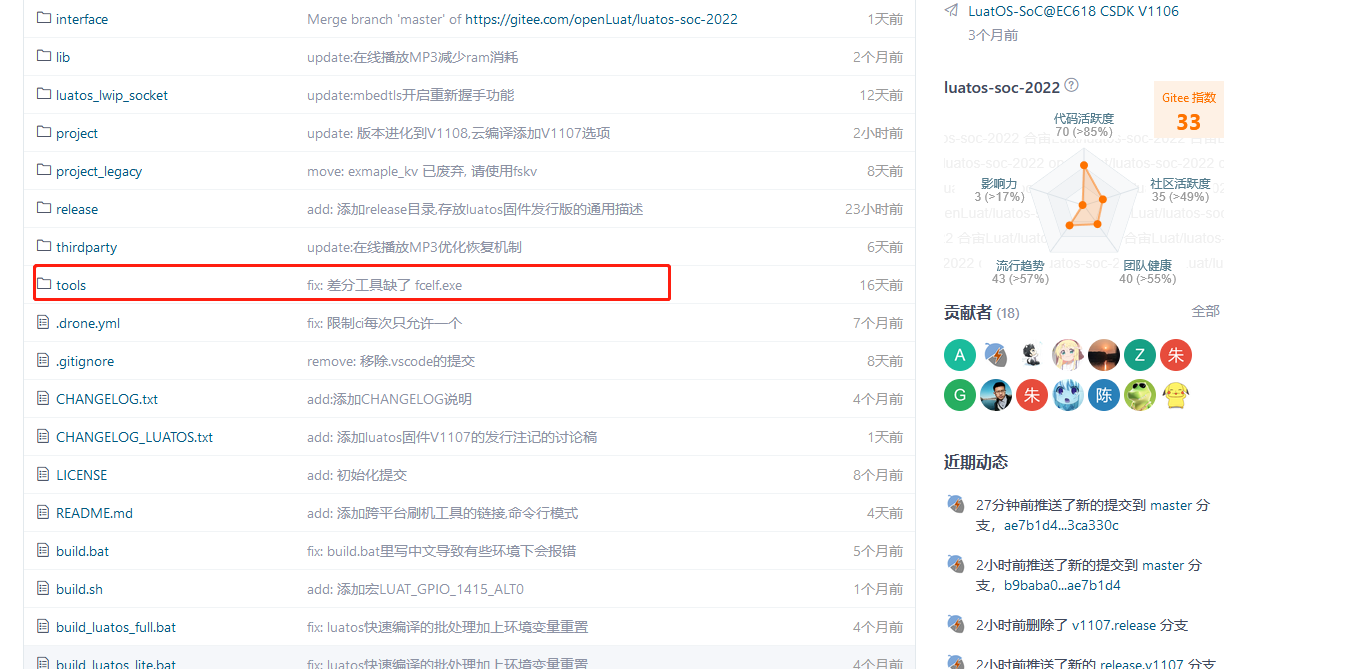 interface Merge branch 'master' of https://gitee.com/openLuat/luatos-soc-2022 1天前
lib update:在线播放MP3减少ram消耗 2个月前
luatos_lwip_socket update:mbedtls开启重新握手功能 12天前
project update: 版本进化到V1108,云编译添加V1107选项 2小时前
project_legacy move: exmaple_kv 已废弃, 请使用fskv 8天前
release add: 添加release目录,存放luatos固件发行版的通用描述 23小时前
thirdparty update:在线播放MP3优化恢复机制 6天前
tools fix: 差分工具缺了 fcelf.exe 16天前
.drone.yml fix: 限制ci每次只允许一个 7个月前
.gitignore remove: 移除.vscode的提交 8天前
CHANGELOG.txt add:添加CHANGELOG说明 4个月前
CHANGELOG_LUATOS.txt add: 添加luatos固件V1107的发行注记的讨论稿 1天前
LICENSE add: 初始化提交 8个月前
README.md add: 添加跨平台刷机工具的链接,命令行模式 4天前
build.bat fix: build.bat里写中文导致有些环境下会报错 5个月前
build.sh add: 添加宏LUAT_GPIO_1415_ALT0 1个月前
build_luatos_full.bat fix: luatos快速编译的批处理加上环境变量重置 4个月前
build_luatos_lite.bat fix: luatos快速编译的批处理加上环境变量重置 4个月前
LuatOS-SoC@EC618 CSDK V1106
3个月前
luatos-soc-2022 ?
Gitee 指数
33
代码活跃度
70 (>85%)
影响力
3 (>17%)
社区活跃度
35 (>49%)
流行趋势
43 (>57%)
团队健康
40 (>55%)
贡献者 (18) 全部
A Z 朱
G 朱 陈
近期动态
27分钟前推送了新的提交到 master 分
支，ae7b1d4...3ca330c
2小时前推送了新的提交到 master 分
支，b9baba0...ae7b1d4
2小时前删除了 v1107.release 分支
2小时前推送了新的 release.v1107 分支